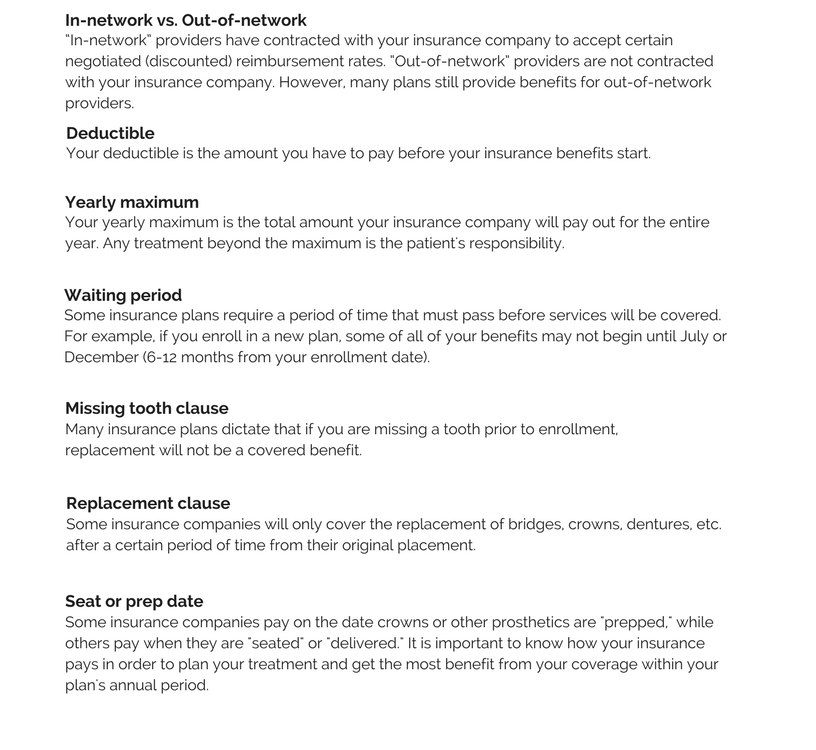 In-network vs. Out-of-network
"In-network" providers have contracted with your insurance company to accept certain
negotiated (discounted) reimbursement rates. "Out-of-network" providers are not contracted
with your insurance company. However, many plans still provide benefits for out-of-network
providers.
Deductible
Your deductible is the amount you have to pay before your insurance benefits start.
Yearly maximum
Your yearly maximum is the total amount your insurance company will pay out for the entire
year. Any treatment beyond the maximum is the patient's responsibility.
Waiting period
Some insurance plans require a period of time that must pass before services will be covered.
For example, if you enroll in a new plan, some of all of your benefits may not begin until July or
December (6-12 months from your enrollment date).
Missing tooth clause
Many insurance plans dictate that if you are missing a tooth prior to enrollment,
replacement will not be a covered benefit.
Replacement clause
Some insurance companies will only cover the replacement of bridges, crowns, dentures, etc.
after a certain period of time from their original placement.
Seat or prep date
Some insurance companies pay on the date crowns or other prosthetics are "prepped," while
others pay when they are "seated" or "delivered." It is important to know how your insurance
pays in order to plan your treatment and get the most benefit from your coverage within your
plan's annual period.